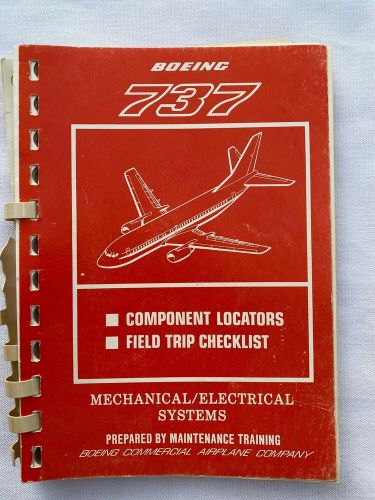 BOEING
737
COMPONENT LOCATORS
FIELD TRIP CHECKLIST
MECHANICAL/ELECTRICAL
SYSTEMS
PREPARED BY MAINTENANCE TRAINING
BOEING COMMERCIAL AIRPLANE COMPANY